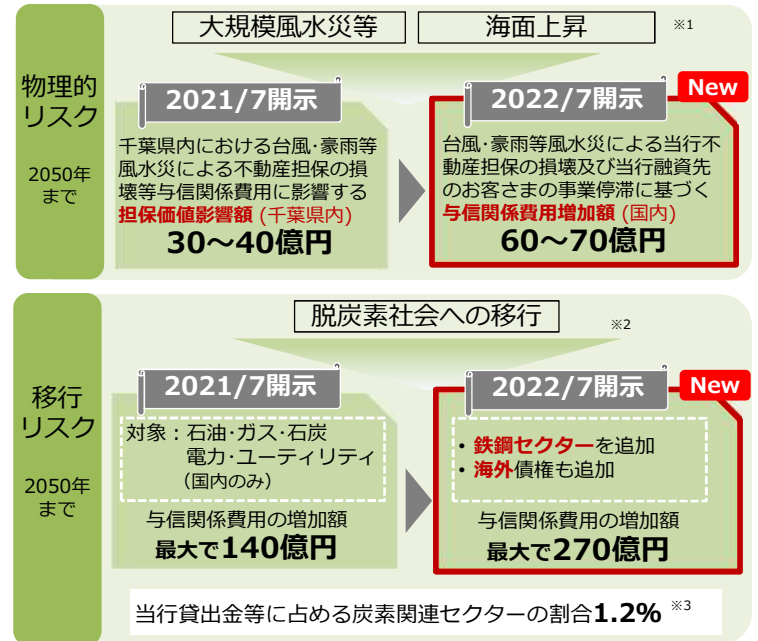 大規模風水災等
海面上昇
※1
物理的
リスク
2050年
まで
2021/7開示
千葉県内における台風・豪雨等
風水災による不動産担保の損
壊等与信関係費用に影響する
担保価値影響額 (千葉県内)
30～40億円
New
2022/7開示
台風・豪雨等風水災による当行不
動産担保の損壊及び当行融資先
のお客さまの事業停滞に基づく
与信関係費用増加額 (国内)
60～70億円
脱炭素社会への移行
※2
移行
リスク
2050年
まで
2021/7開示
対象：石油・ガス・石炭
電力・ユーティリティ
（国内のみ）
与信関係費用の増加額
最大で140億円
New
2022/7開示
・鉄鋼セクターを追加
・海外債権も追加
与信関係費用の増加額
最大で270億円
当行貸出金等に占める炭素関連セクターの割合1.2% ※3